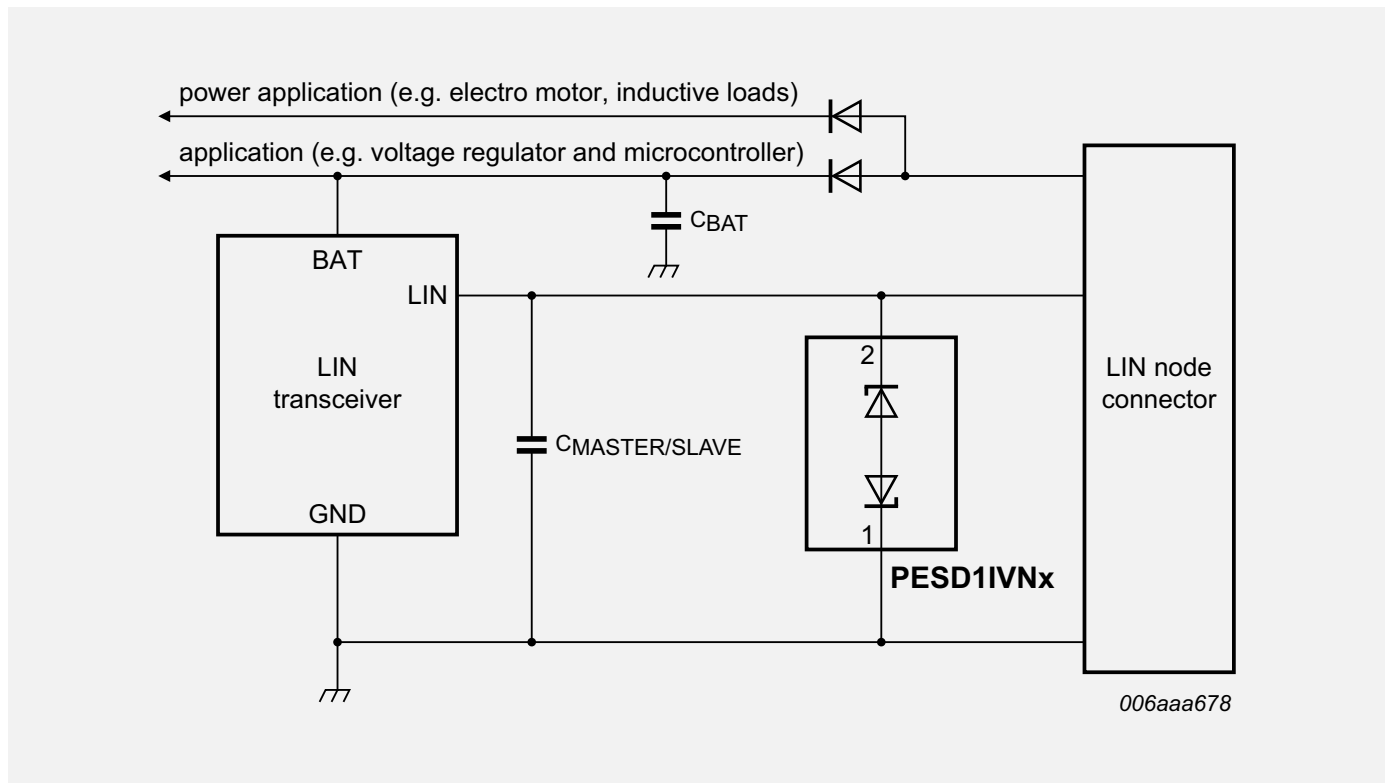 power application (e.g. electro motor, inductive loads)
application (e.g. voltage regulator and microcontroller)
CBAT
BAT
LIN
LIN
transceiver
GND
CMASTER/SLAVE
2
1
PESD1IVNx
LIN node
connector
006aaa678